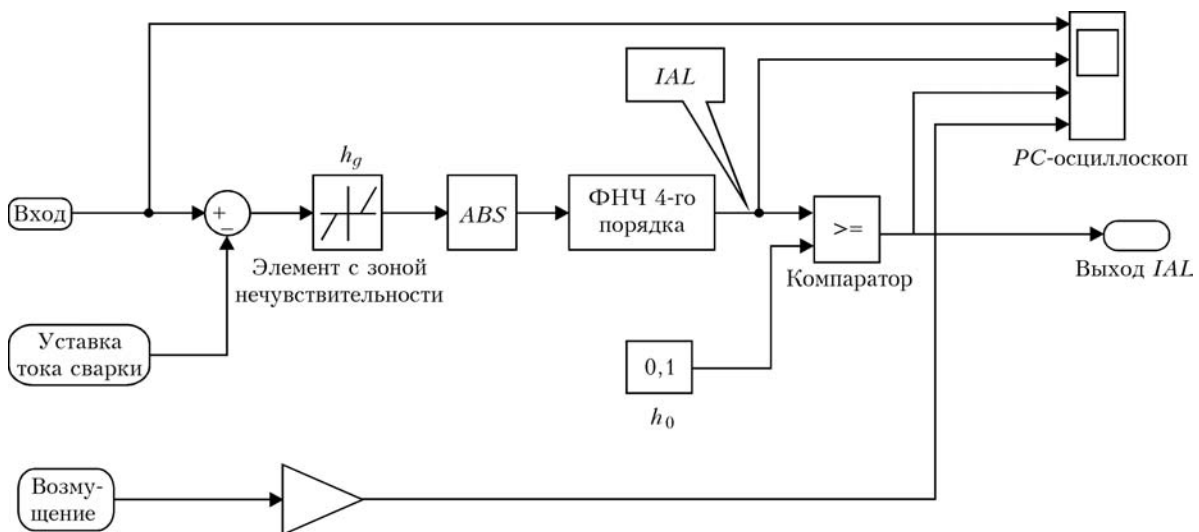 IAL
PC-осциллоскоп
h_g
Вход
+
−
ABS
ФНЧ 4-го
порядка
>=
Компаратор
Выход IAL
Элемент с зоной
нечувствительности
Уставка
тока сварки
0,1
h_0
Возму-
щение